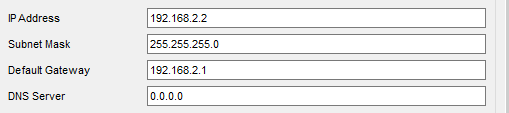 IP Address 192.168.2.2
Subnet Mask 255.255.255.0
Default Gateway 192.168.2.1
DNS Server 0.0.0.0